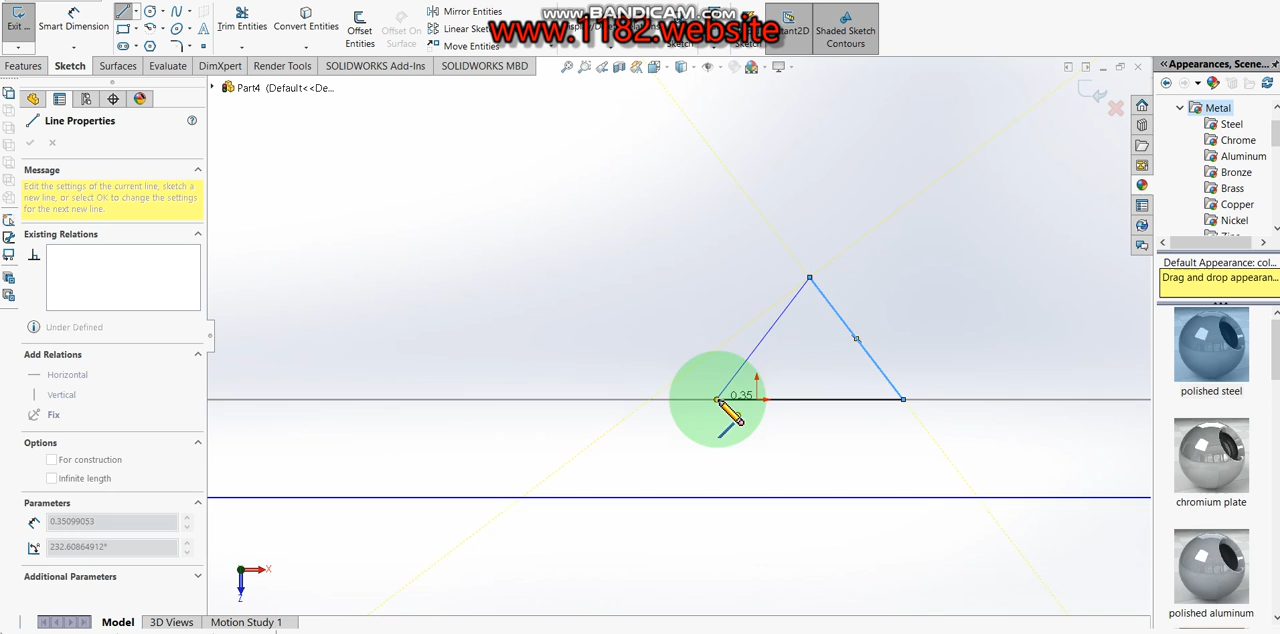 www.BANDICAM.com
www.1182.website
Exit ...
Smart Dimension
Trim Entities
Convert Entities
Offset
Entities
Offset On
Surface
Mirror Entities
Linear Sketch
Move Entities
Instant2D
Shaded Sketch
Contours
Features
Sketch
Surfaces
Evaluate
DimXpert
Render Tools
SOLIDWORKS Add-Ins
SOLIDWORKS MBD
Part4 (Default<<De...
Line Properties
Message
Edit the settings of the current line, sketch a
new line, or select OK to change the settings
for the next new line.
Existing Relations
Under Defined
Add Relations
Horizontal
Vertical
Fix
Options
For construction
Infinite length
Parameters
0.35099053
232.60864912°
Additional Parameters
0.35
X
Z
Model
3D Views
Motion Study 1
Appearances, Scene...
Metal
Steel
Chrome
Aluminum
Bronze
Brass
Copper
Nickel
Default Appearance: col...
Drag and drop appearan...
polished steel
chromium plate
polished aluminum